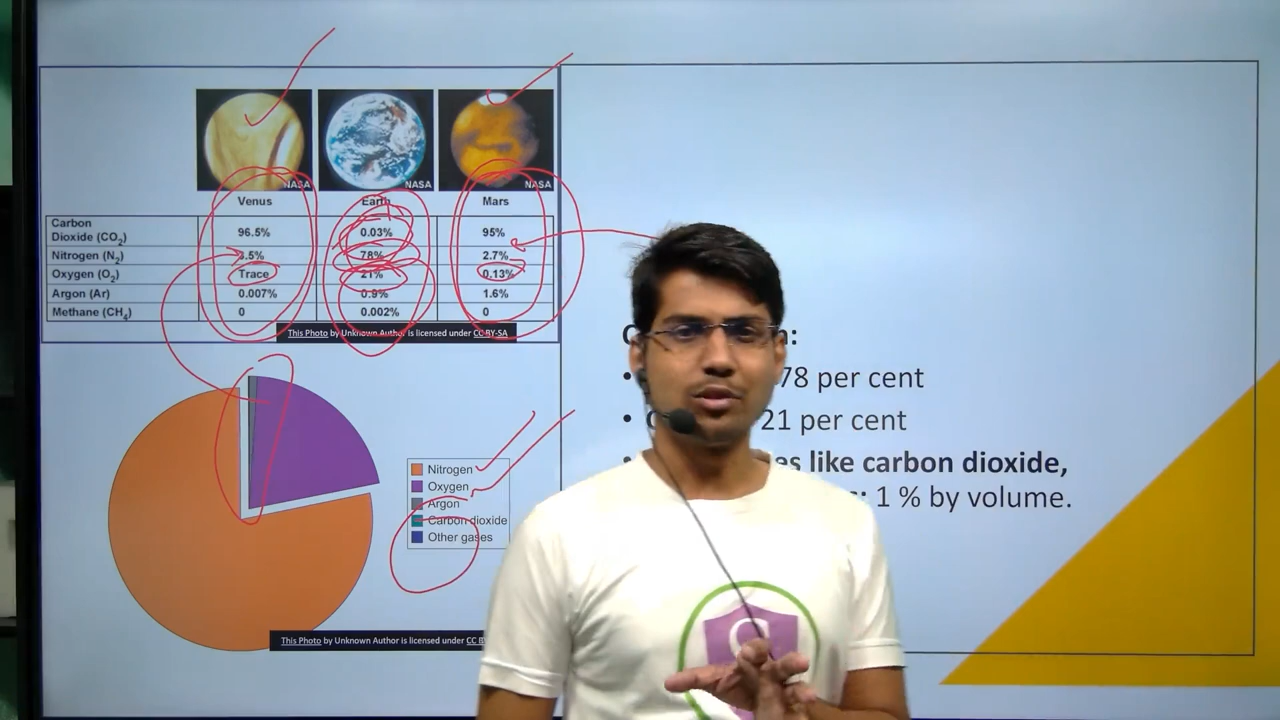 NASA NASA NASA
Venus Earth Mars
Carbon
Dioxide (CO₂) 96.5% 0.03% 95%
Nitrogen (N₂) 3.5% 78% 2.7%
Oxygen (O₂) Trace 21% 0.13%
Argon (Ar) 0.007% 0.9% 1.6%
Methane (CH₄) 0 0.002% 0
This Photo by Unknown Author is licensed under CC BY-SA
:
• 78 per cent
• 21 per cent
• like carbon dioxide,
: 1 % by volume.
Nitrogen
Oxygen
Argon
Carbon dioxide
Other gases
This Photo by Unknown Author is licensed under CC